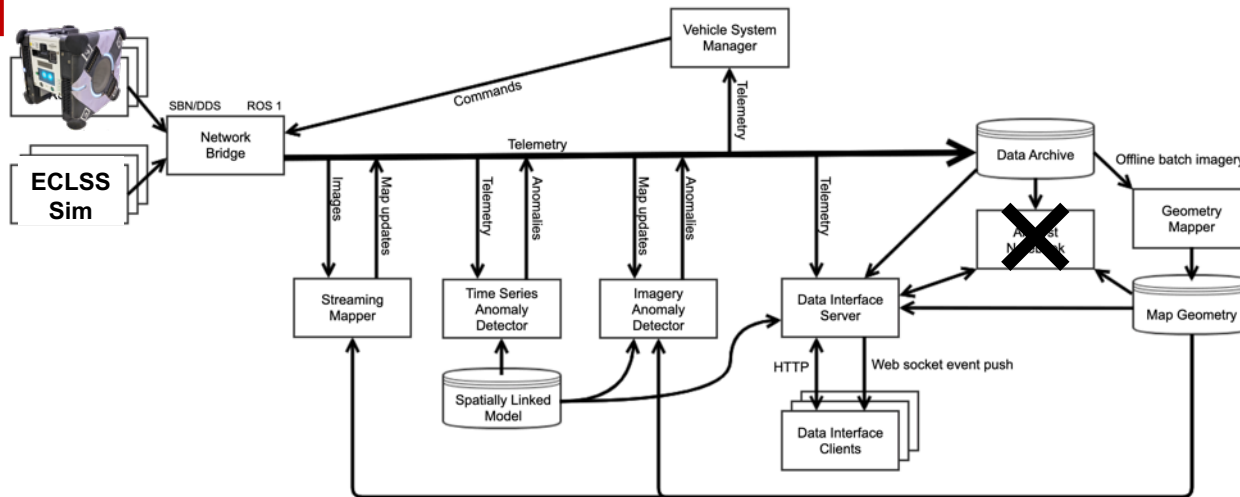 Vehicle System
Manager
Commands
Telemetry
SBN/DDS
ROS 1
Network
Bridge
Telemetry
ECLSS
Sim
Data Archive
Offline batch imagery
Geometry
Mapper
Images
Map updates
Telemetry
Anomalies
Map updates
Anomalies
Telemetry
Streaming
Mapper
Time Series
Anomaly
Detector
Imagery
Anomaly
Detector
Data Interface
Server
Map Geometry
Spatially Linked
Model
HTTP
Web socket event push
Data Interface
Clients